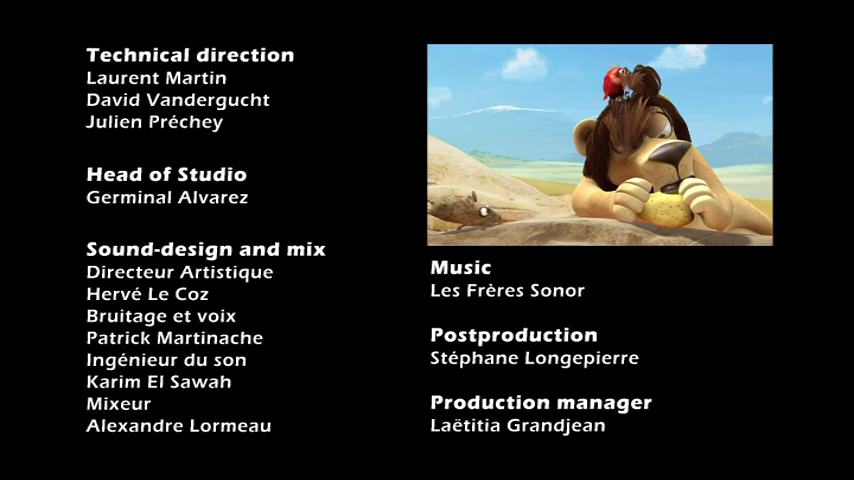 Technical direction
Laurent Martin
David Vandergucht
Julien Préchey
Head of Studio
Germinal Alvarez
Sound-design and mix
Directeur Artistique
Hervé Le Coz
Bruitage et voix
Patrick Martinache
Ingénieur du son
Karim El Sawah
Mixeur
Alexandre Lormeau
Music
Les Frères Sonor
Postproduction
Stéphane Longepierre
Production manager
Laëtitia Grandjean